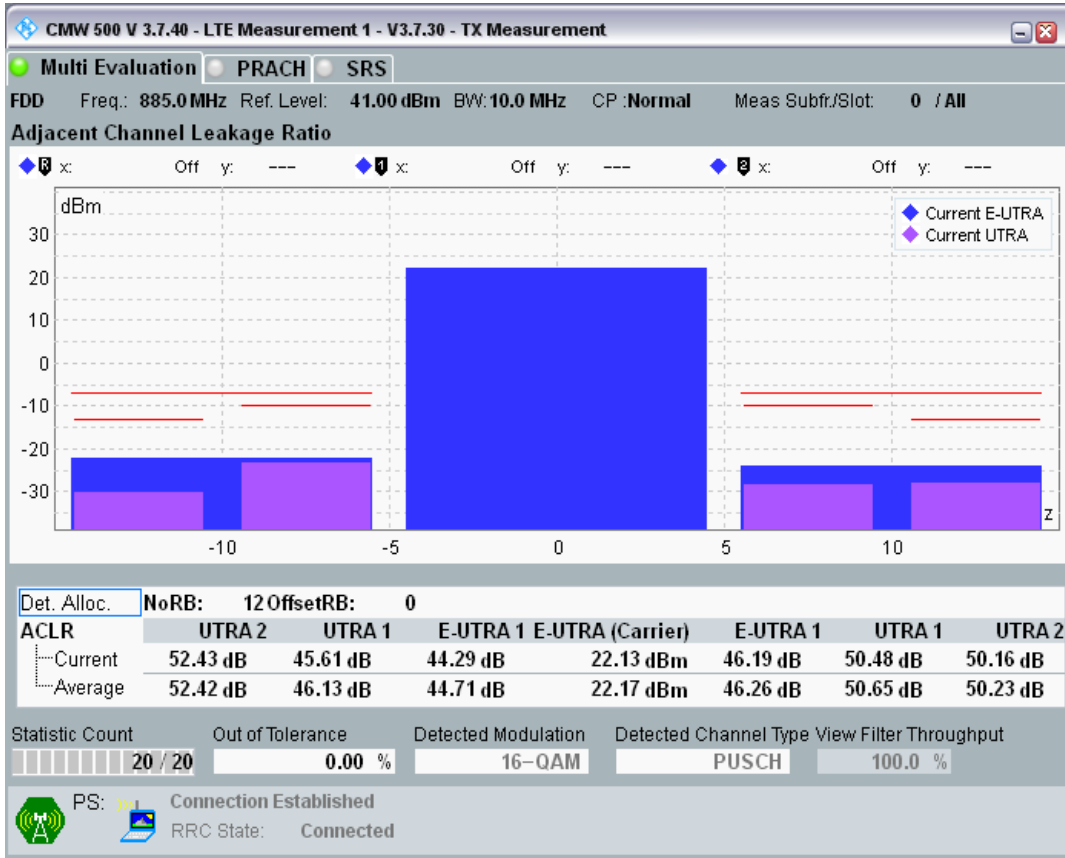 CMW 500 V 3.7.40 - LTE Measurement 1 - V3.7.30 - TX Measurement
Multi Evaluation PRACH SRS
FDD Freq.: 885.0 MHz Ref. Level: 41.00 dBm BW: 10.0 MHz CP :Normal Meas Subfr./Slot: 0 / All
Adjacent Channel Leakage Ratio
R x: Off y: --- 1 x: Off y: --- 2 x: Off y: ---
dBm
Current E-UTRA
Current UTRA
30
20
10
0
-10
-20
-30
z
-10 -5 0 5 10
Det. Alloc. NoRB: 12 OffsetRB: 0
ACLR UTRA 2 UTRA 1 E-UTRA 1 E-UTRA (Carrier) E-UTRA 1 UTRA 1 UTRA 2
Current 52.43 dB 45.61 dB 44.29 dB 22.13 dBm 46.19 dB 50.48 dB 50.16 dB
Average 52.42 dB 46.13 dB 44.71 dB 22.17 dBm 46.26 dB 50.65 dB 50.23 dB
Statistic Count Out of Tolerance Detected Modulation Detected Channel Type View Filter Throughput
20 / 20 0.00 % 16-QAM PUSCH 100.0 %
PS: Connection Established
RRC State: Connected